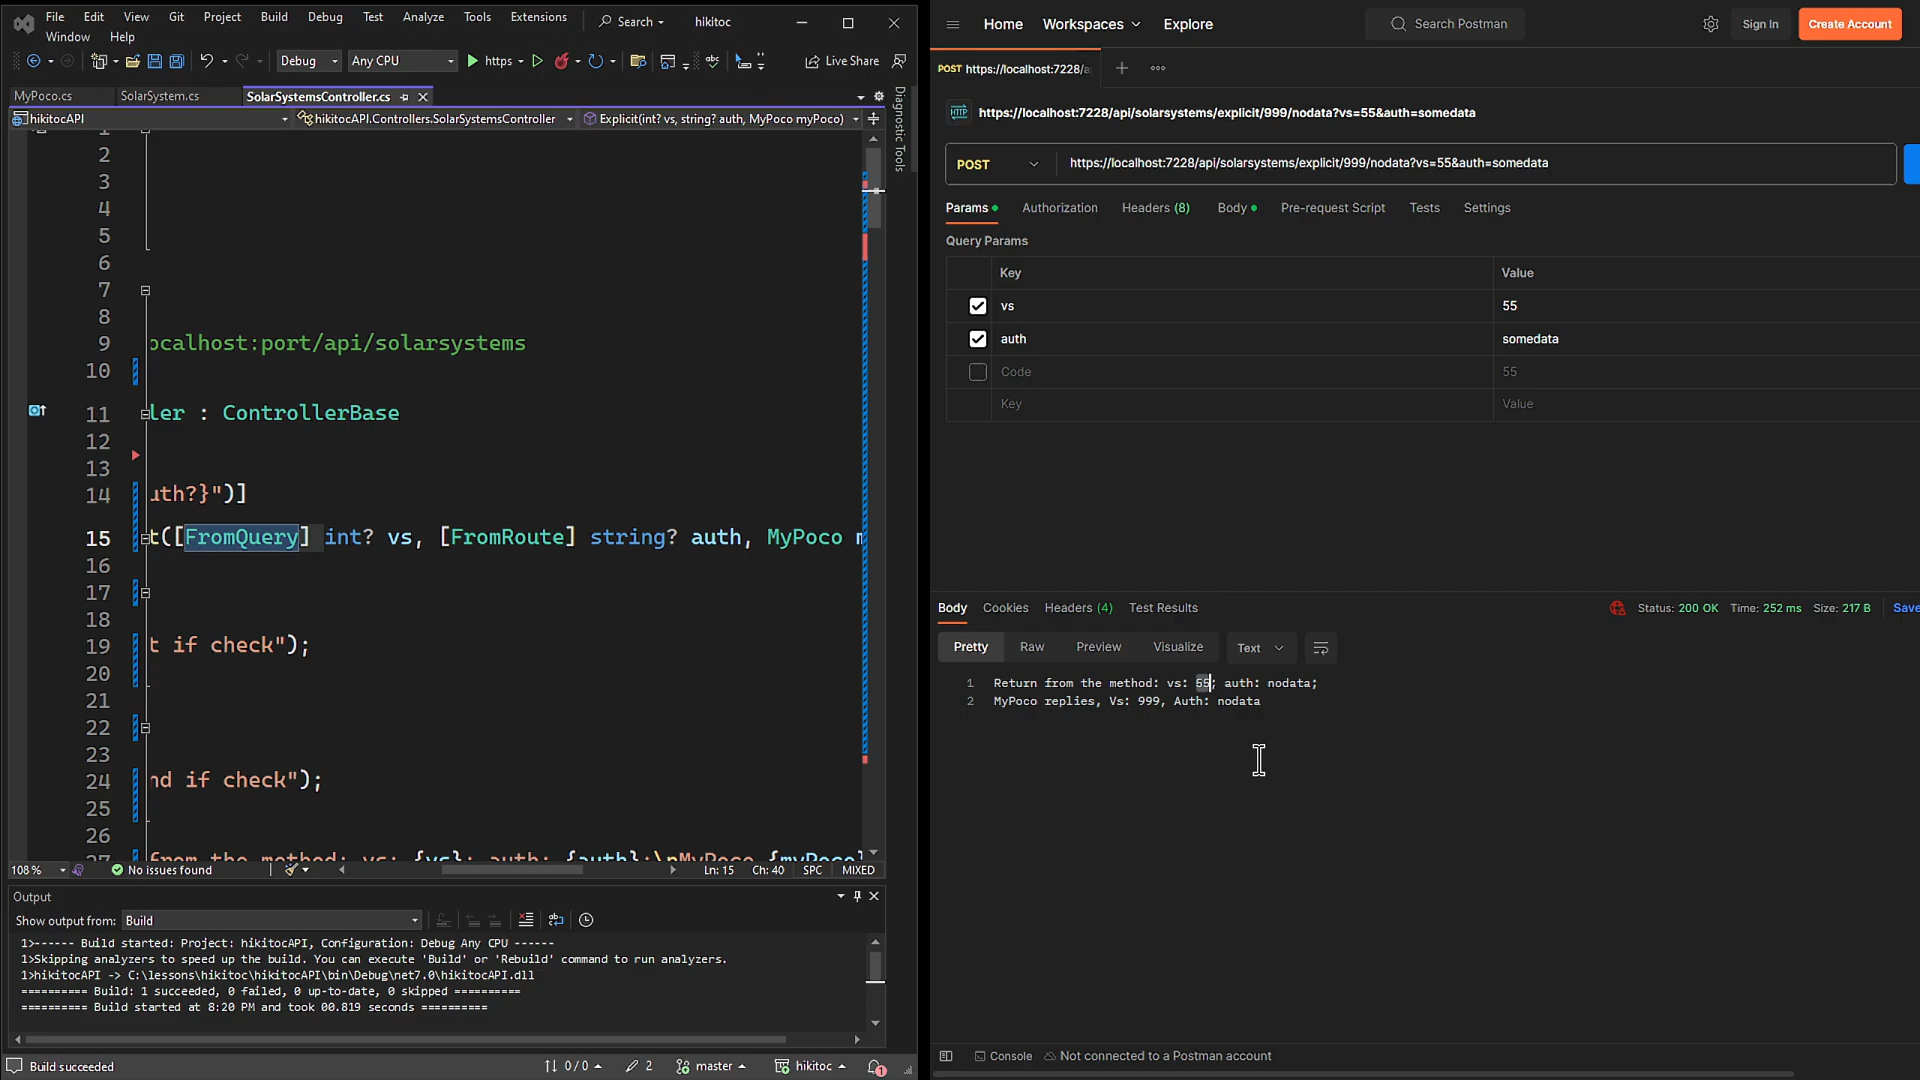 File Edit View Git Project Build Debug Test Analyze Tools Extensions Search hikitoc
Window Help
Debug Any CPU https Live Share
MyPoco.cs SolarSystem.cs SolarSystemsController.cs
hikitocAPI hikitocAPI.Controllers.SolarSystemsController Explicit(int? vs, string? auth, MyPoco myPoco)
Diagnostic Tools
2
3
4
5
6
7
8
9 ocalhost:port/api/solarsystems
10
11 ler : ControllerBase
12
13
14 uth?}")]
15 t([FromQuery] int? vs, [FromRoute] string? auth, MyPoco m
16
17
18
19 t if check");
20
21
22
23
24 nd if check");
25
26
27 from the method: vs: {vs}; auth: {auth};\nMyPoco {myPoco}
108 % No issues found Ln: 15 Ch: 40 SPC MIXED
Output
Show output from: Build
1>------ Build started: Project: hikitocAPI, Configuration: Debug Any CPU ------
1>Skipping analyzers to speed up the build. You can execute 'Build' or 'Rebuild' command to run analyzers.
1>hikitocAPI -> C:\lessons\hikitoc\hikitocAPI\bin\Debug\net7.0\hikitocAPI.dll
========== Build: 1 succeeded, 0 failed, 0 up-to-date, 0 skipped ==========
========== Build started at 8:20 PM and took 00.819 seconds ==========
Build succeeded 0 / 0 2 master hikitoc 1
Home Workspaces Explore Search Postman Sign In Create Account
POST https://localhost:7228/a
HTTP https://localhost:7228/api/solarsystems/explicit/999/nodata?vs=55&auth=somedata
POST https://localhost:7228/api/solarsystems/explicit/999/nodata?vs=55&auth=somedata
Params Authorization Headers (8) Body Pre-request Script Tests Settings
Query Params
Key Value
vs 55
auth somedata
Code 55
Key Value
Body Cookies Headers (4) Test Results Status: 200 OK Time: 252 ms Size: 217 B Save
Pretty Raw Preview Visualize Text
1 Return from the method: vs: 55; auth: nodata;
2 MyPoco replies, Vs: 999, Auth: nodata
Console Not connected to a Postman account